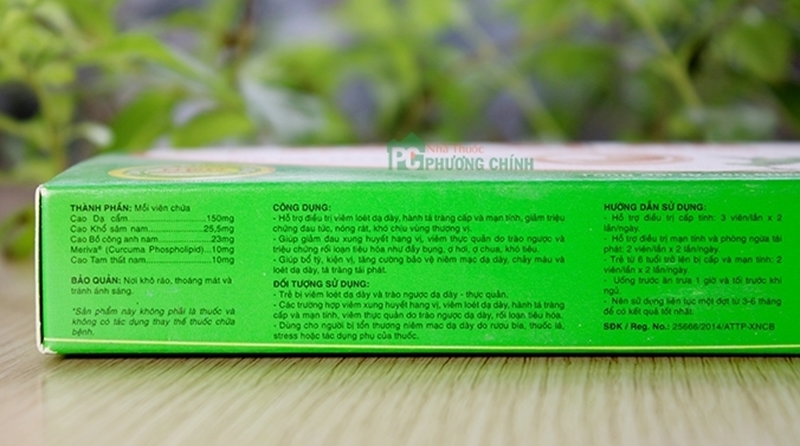 Nhà Thuốc
PG PHƯƠNG CHÍNH
THÀNH PHẦN: Mỗi viên chứa
Cao Dạ cẩm.....................150mg
Cao Khổ sâm nam...............25,5mg
Cao Bồ công anh nam...........23mg
Meriva® (Curcuma Phospholipid)...10mg
Cao Tam thất nam..............10mg
BẢO QUẢN: Nơi khô ráo, thoáng mát và
tránh ánh sáng.
*Sản phẩm này không phải là thuốc và
không có tác dụng thay thế thuốc chữa
bệnh.
CÔNG DỤNG:
- Hỗ trợ điều trị viêm loét dạ dày, hành tá tràng cấp và mạn tính, giảm triệu
chứng đau tức, nóng rát, khó chịu vùng thượng vị.
- Giúp giảm đau xung huyết hang vị, viêm thực quản do trào ngược và
triệu chứng rối loạn tiêu hóa như đầy bụng, ợ hơi, ợ chua, khó tiêu.
- Giúp bổ tỳ, kiện vị, tăng cường bảo vệ niêm mạc dạ dày, chảy máu và
loét dạ dày, tá tràng tái phát.
ĐỐI TƯỢNG SỬ DỤNG:
- Trẻ bị viêm loét dạ dày và trào ngược dạ dày - thực quản.
- Các trường hợp viêm xung huyết hang vị, viêm loét dạ dày, hành tá tràng
cấp và mạn tính, viêm thực quản do trào ngược dạ dày, rối loạn tiêu hóa.
- Dùng cho người bị tổn thương niêm mạc dạ dày do rượu bia, thuốc lá,
stress hoặc tác dụng phụ của thuốc.
HƯỚNG DẪN SỬ DỤNG:
- Hỗ trợ điều trị cấp tính: 3 viên/lần x 2
lần/ngày.
- Hỗ trợ điều trị mạn tính và phòng ngừa tái
phát: 2 viên/lần x 2 lần/ngày.
- Trẻ từ 6 tuổi trở lên bị cấp và mạn tính: 2
viên/lần x 2 lần/ngày.
- Uống trước ăn trưa 1 giờ và tối trước khi
ngủ.
- Nên sử dụng liên tục một đợt từ 3-6 tháng
để có kết quả tốt nhất.
SĐK / Reg. No.: 25666/2014/ATTP-XNCB